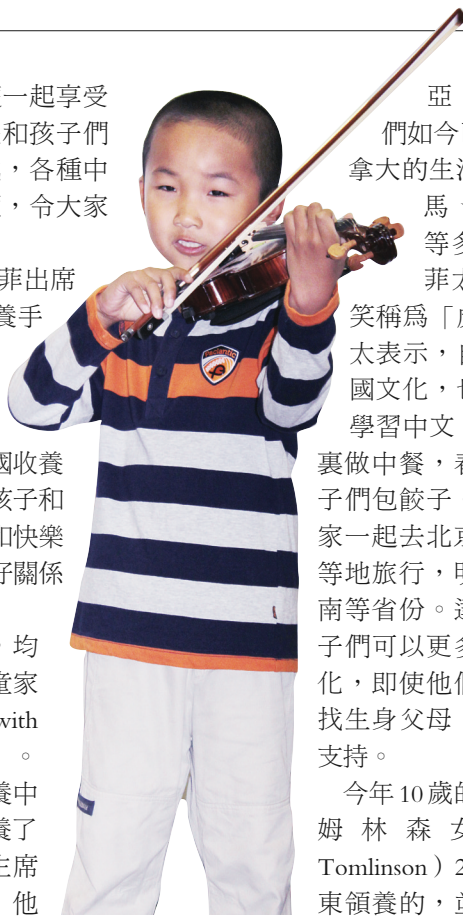 一起享受
和孩子們
，各種中
，令大家
菲出席
養手
國收養
孩子和
和快樂
好關係
，均
童家
with
。
養中
養了
主席
他
亞
們如今
拿大的生活
馬、
等多
菲太
笑稱爲「
太表示，
國文化，也
學習中文
裏做中餐，春
子們包餃子
家一起去北京
等地旅行，明
南等省份。這
子們可以更多
化，即使他們
找生身父母
支持。
今年10歲的
姆林森女
Tomlinson）2
東領養的，並